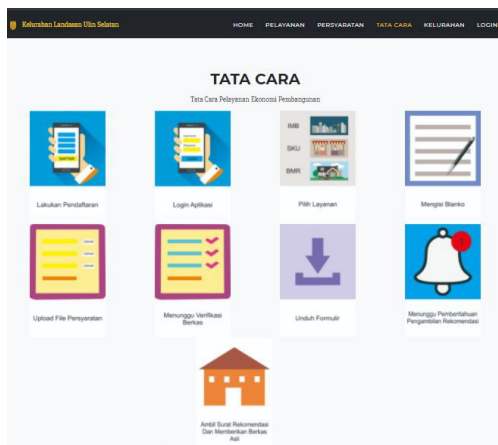 Kelurahan Landasan Ulin Selatan
HOME PELAYANAN PERSYARATAN TATA CARA KELURAHAN LOGIN
TATA CARA
Tata Cara Pelayanan Ekonomi Pembangunan
DAFTAR
IMB
SKU
BMR
Lakukan Pendaftaran
Login Aplikasi
Pilih Layanan
Mengisi Blanko
1
Upload File Persyaratan
Menunggu Verifikasi
Berkas
Unduh Formulir
Menunggu Pemberitahuan
Pengambilan Rekomendasi
Ambil Surat Rekomendasi
Dan Memberikan Berkas
Asli